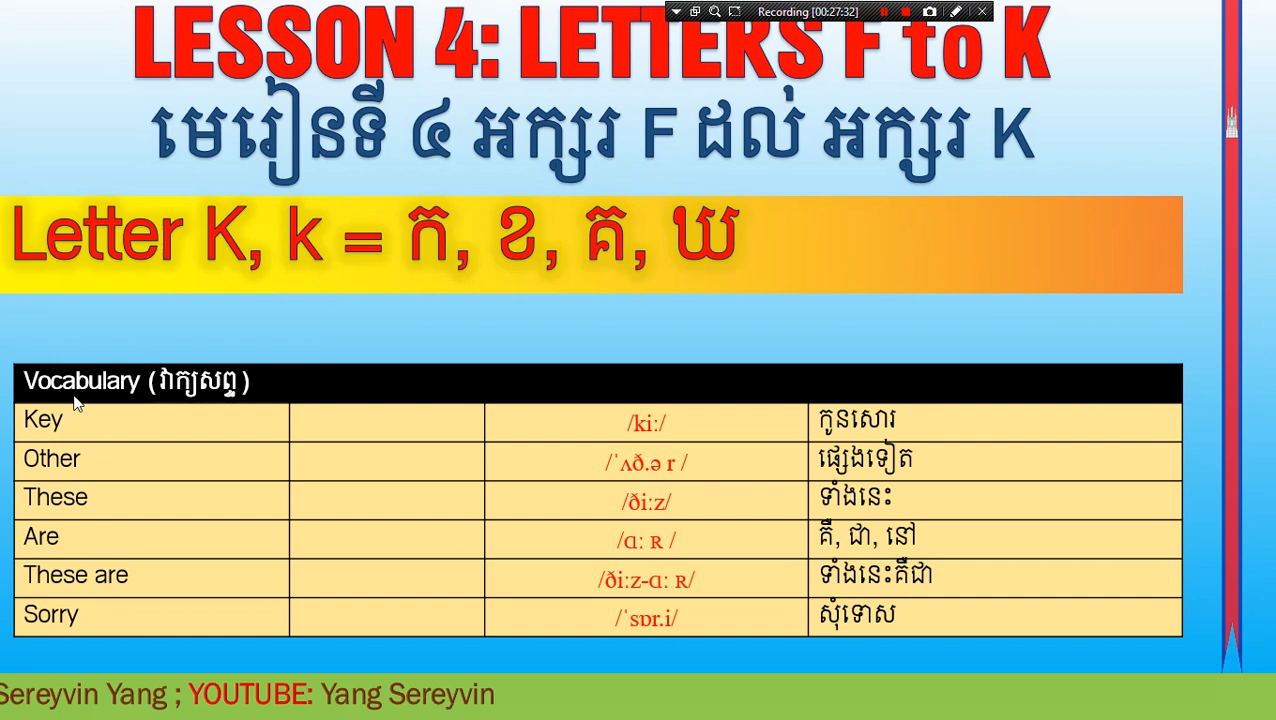 Recording [00:27:32]
LESSON 4: LETTERS F to K
មេរៀនទី ៤ អក្សរ F ដល់ អក្សរ K
Letter K, k = ក, ខ, គ, ឃ
Vocabulary (វាក្យសព្ទ)
Key /kiː/ កូនសោរ
Other /ˈʌð.ə r / ផ្សេងទៀត
These /ðiːz/ ទាំងនេះ
Are /ɑː ʀ / គឺ, ជា, នៅ
These are /ðiːz-ɑː ʀ/ ទាំងនេះគឺជា
Sorry /ˈsɒr.i/ សុំទោស
Sereyvin Yang ; YOUTUBE: Yang Sereyvin